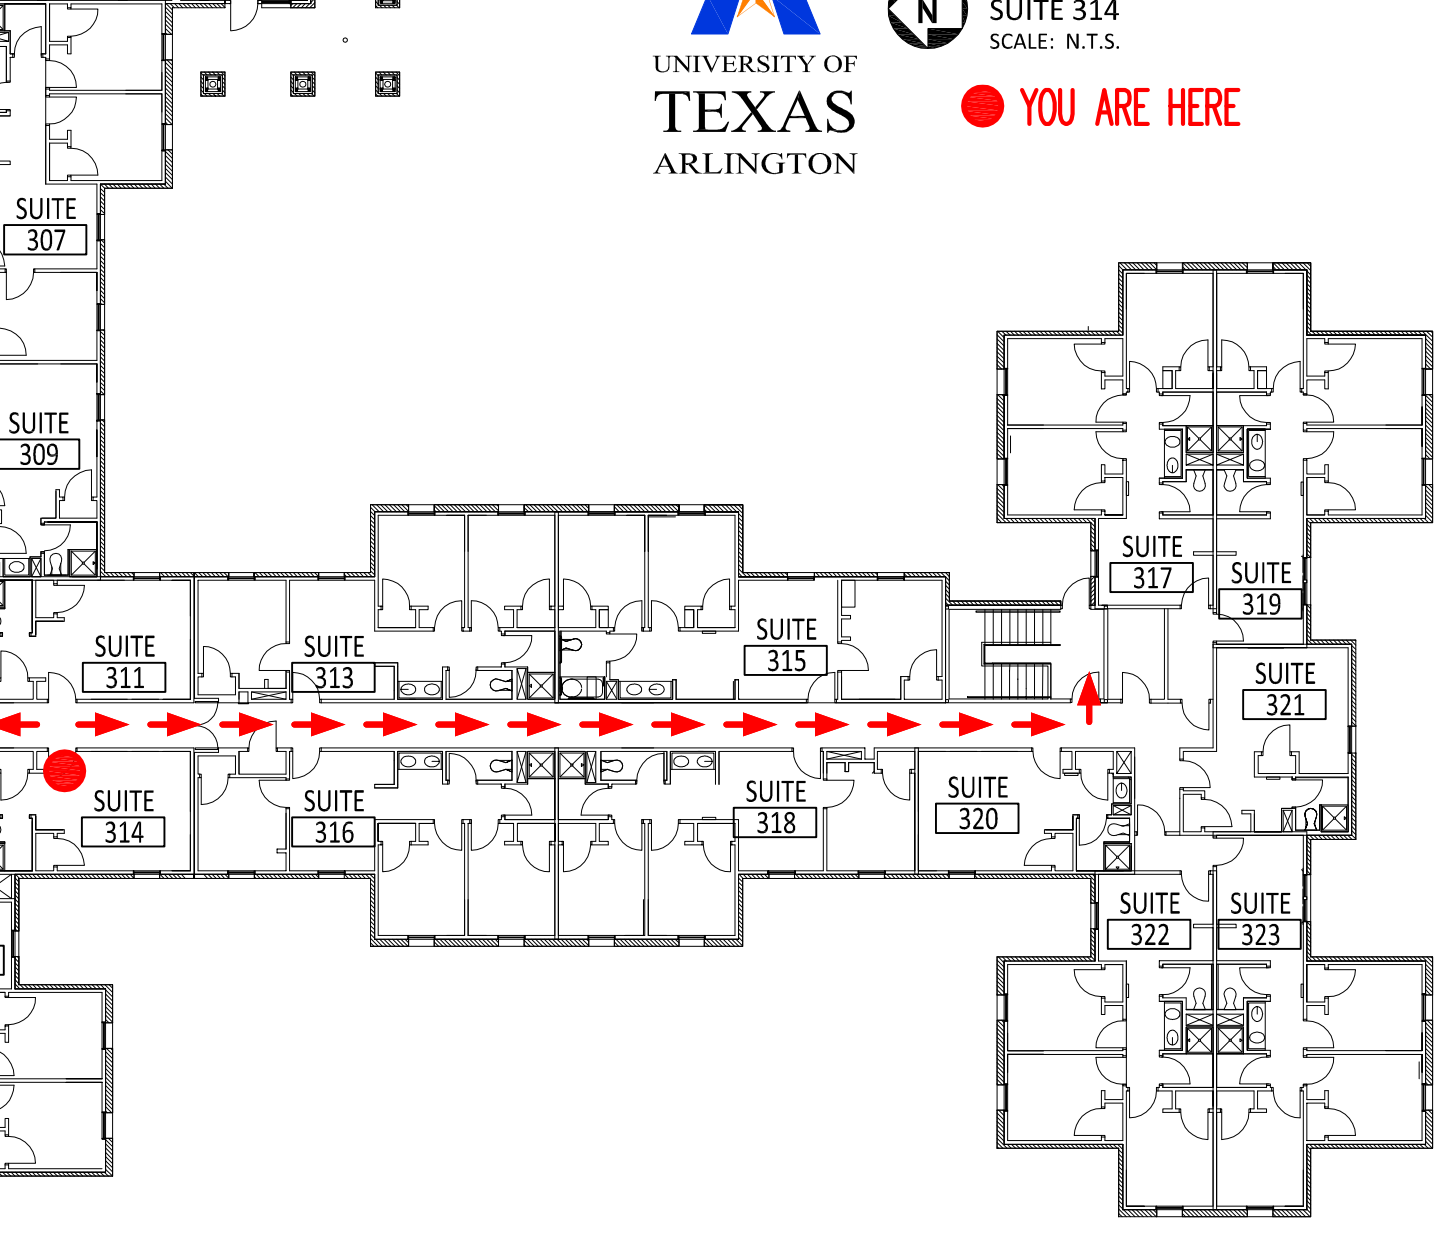 N
SUITE 314
SCALE: N.T.S.
UNIVERSITY OF
TEXAS
ARLINGTON
YOU ARE HERE
SUITE
307
SUITE
309
SUITE
311
SUITE
313
SUITE
315
SUITE
317
SUITE
319
SUITE
321
SUITE
314
SUITE
316
SUITE
318
SUITE
320
SUITE
322
SUITE
323